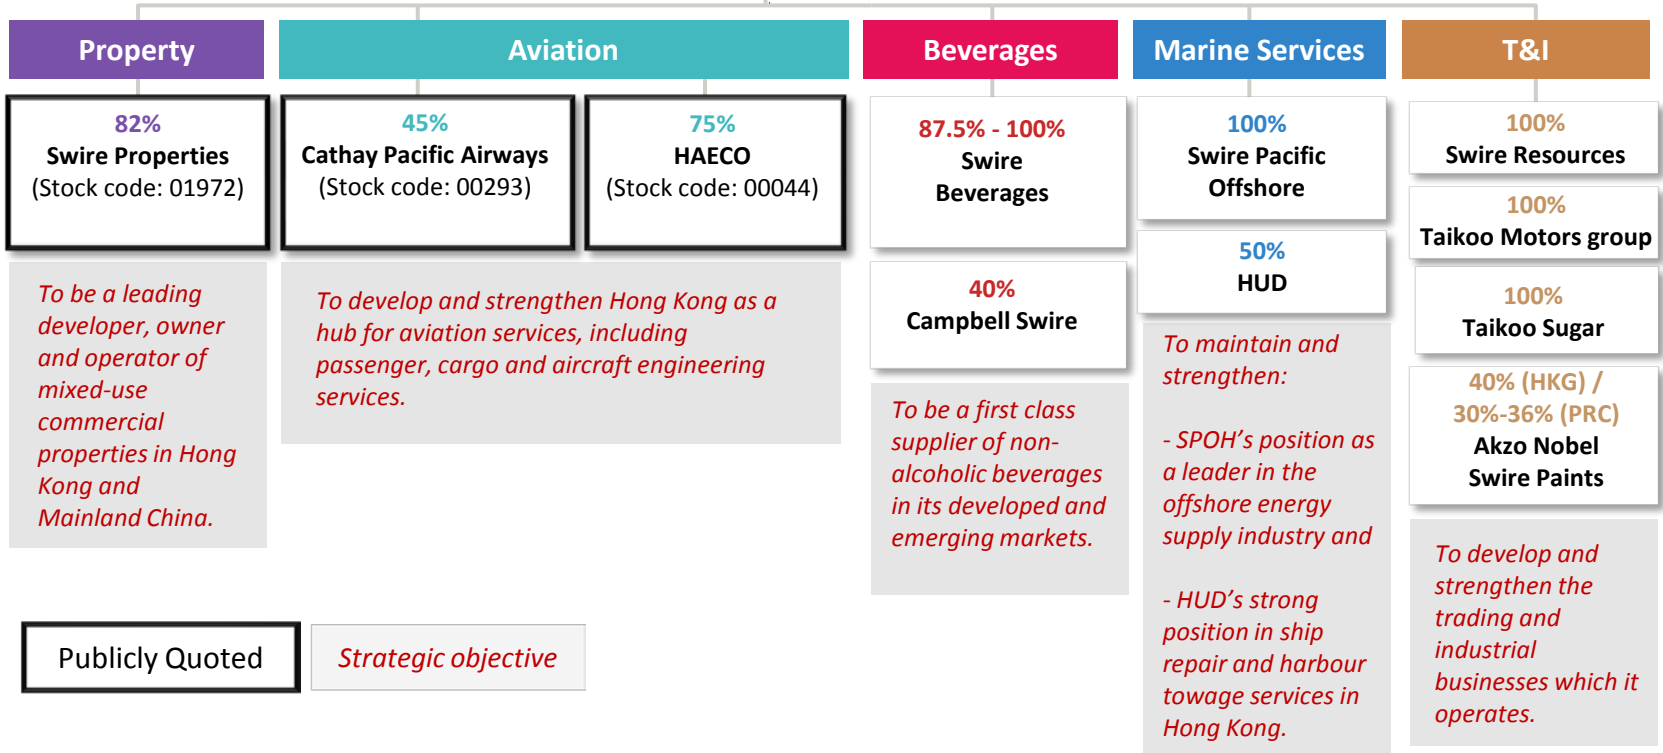 Property
Aviation
Beverages
Marine Services
T&I
82%
Swire Properties
(Stock code: 01972)
45%
Cathay Pacific Airways
(Stock code: 00293)
75%
HAECO
(Stock code: 00044)
87.5% - 100%
Swire
Beverages
40%
Campbell Swire
100%
Swire Pacific
Offshore
50%
HUD
100%
Swire Resources
100%
Taikoo Motors group
100%
Taikoo Sugar
40% (HKG) /
30%-36% (PRC)
Akzo Nobel
Swire Paints
To be a leading
developer, owner
and operator of
mixed-use
commercial
properties in Hong
Kong and
Mainland China.
To develop and strengthen Hong Kong as a
hub for aviation services, including
passenger, cargo and aircraft engineering
services.
To be a first class
supplier of non-
alcoholic beverages
in its developed and
emerging markets.
To maintain and
strengthen:
- SPOH's position as
a leader in the
offshore energy
supply industry and
- HUD's strong
position in ship
repair and harbour
towage services in
Hong Kong.
To develop and
strengthen the
trading and
industrial
businesses which it
operates.
Publicly Quoted
Strategic objective